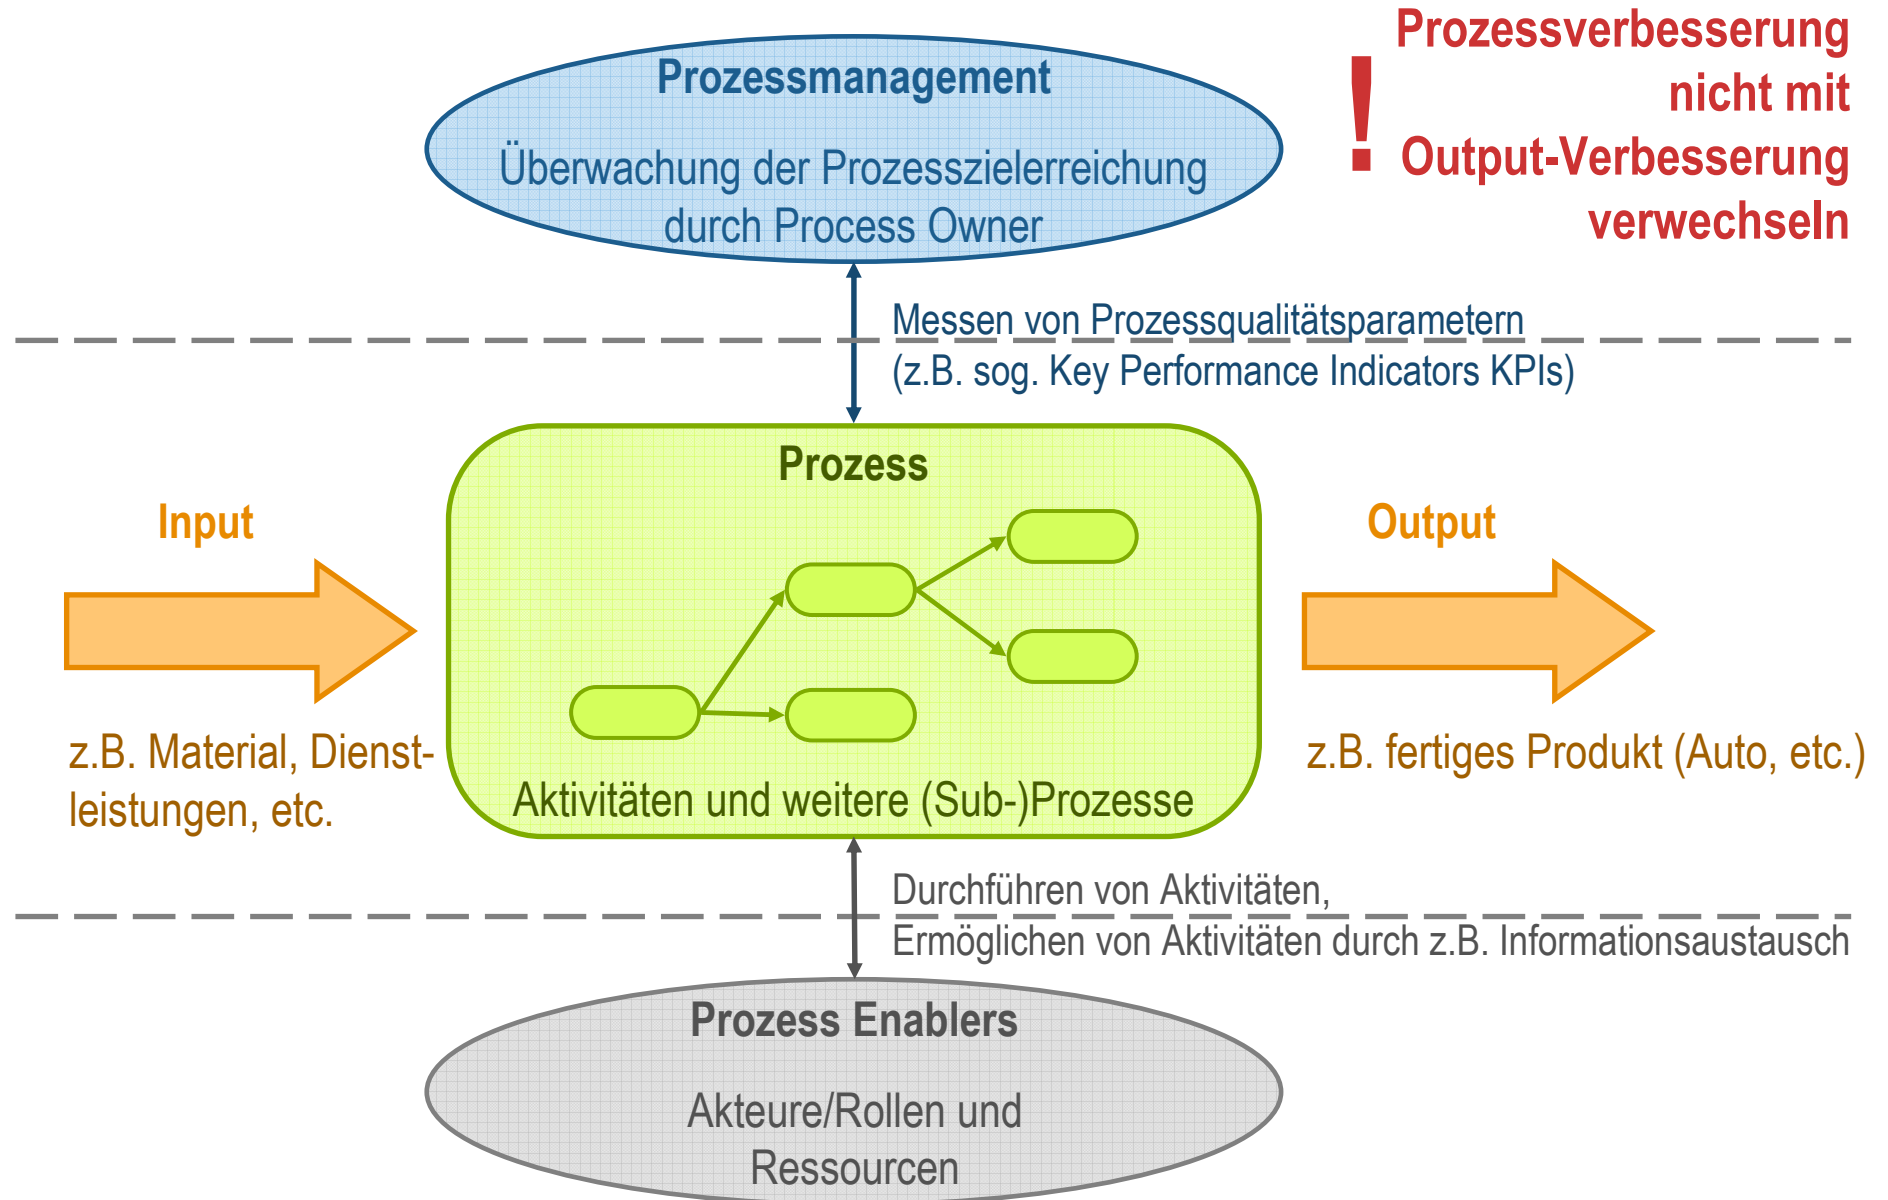 Prozessverbesserung
nicht mit
Output-Verbesserung
verwechseln
!
Prozessmanagement
Überwachung der Prozesszielerreichung
durch Process Owner
Messen von Prozessqualitätsparametern
(z.B. sog. Key Performance Indicators KPIs)
Prozess
Input
Output
z.B. Material, Dienst-
leistungen, etc.
Aktivitäten und weitere (Sub-)Prozesse
z.B. fertiges Produkt (Auto, etc.)
Durchführen von Aktivitäten,
Ermöglichen von Aktivitäten durch z.B. Informationsaustausch
Prozess Enablers
Akteure/Rollen und
Ressourcen